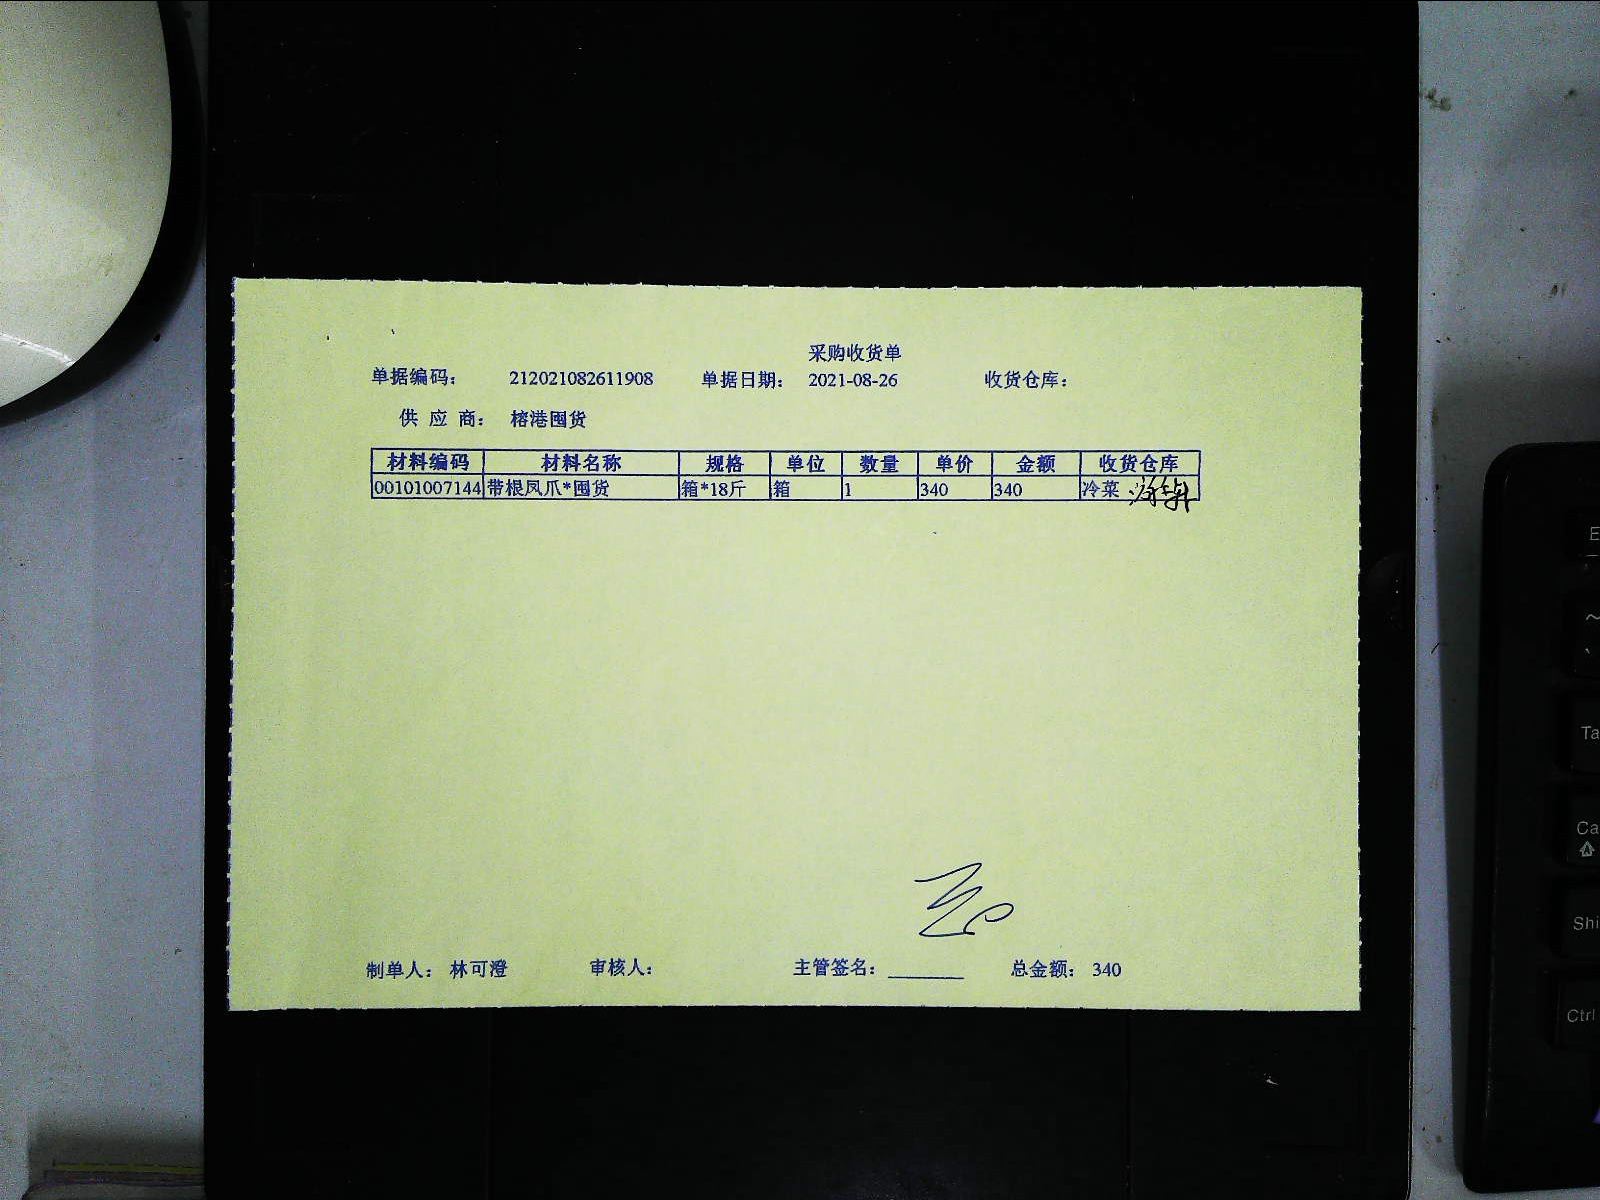 采购收货单
单据编码： 212021082611908 单据日期： 2021-08-26 收货仓库：
供 应 商： 榕港囤货
材料编码 材料名称 规格 单位 数量 单价 金额 收货仓库
00101007144 带根凤爪*囤货 箱*18斤 箱 1 340 340 冷菜
制单人： 林可澄 审核人： 主管签名： 总金额： 340
E
~
Ta
Ca
Shi
Ctrl